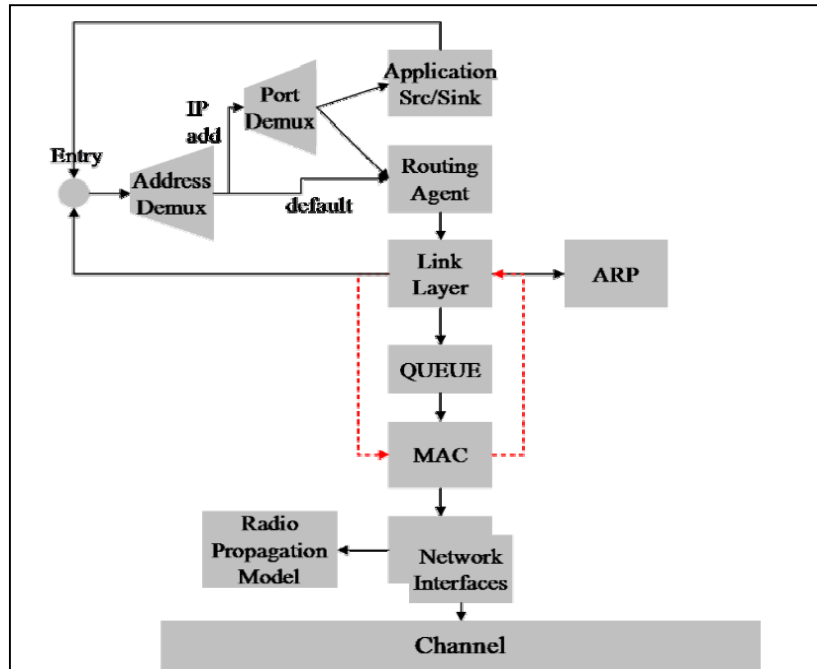 Application
Src/Sink
Port
Demux
IP
add
Entry
Address
Demux
default
Routing
Agent
Link
Layer
ARP
QUEUE
MAC
Radio
Propagation
Model
Network
Interfaces
Channel